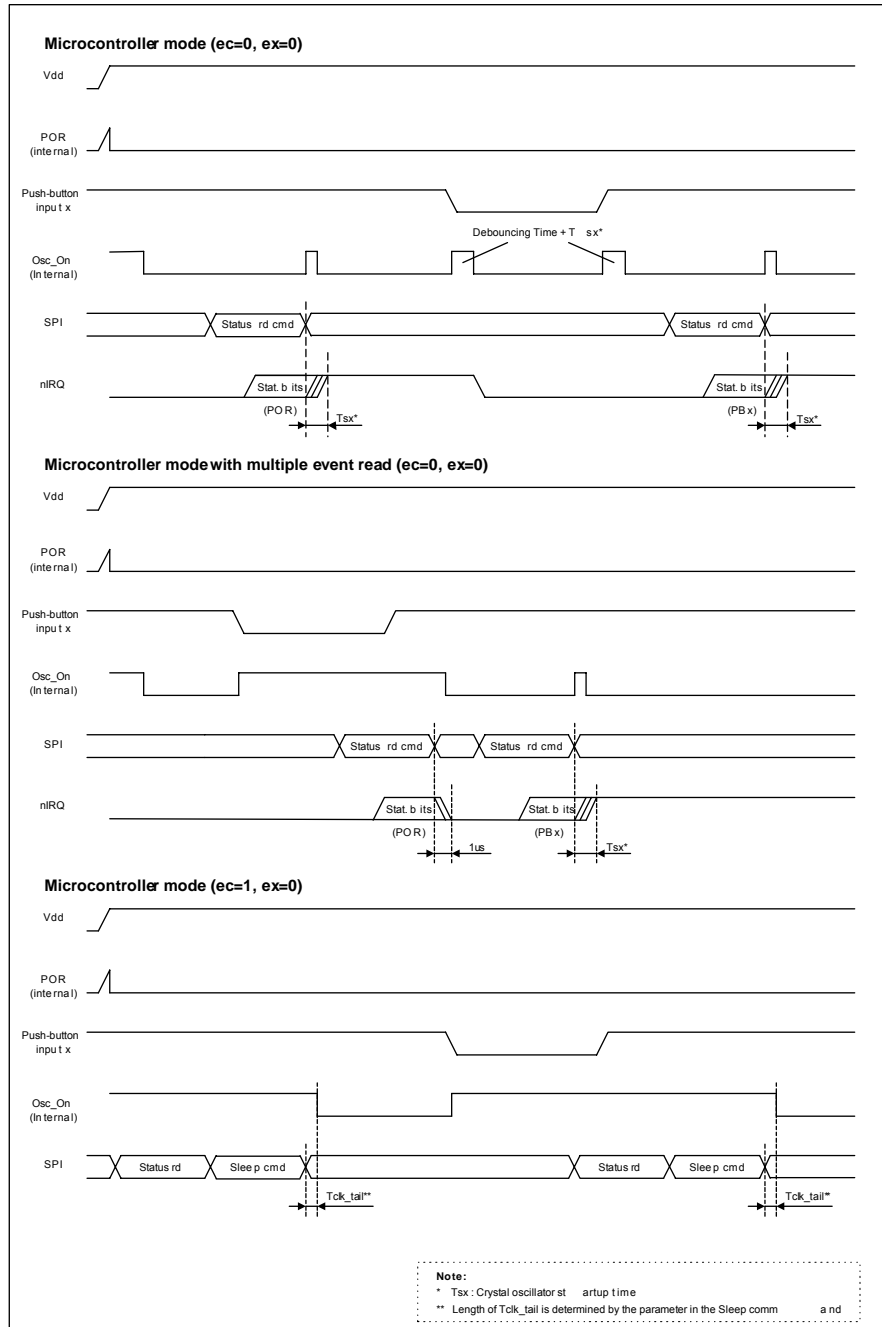 Microcontroller mode (ec=0, ex=0)
Vdd
POR
(internal)
Push-button
input x
Debouncing Time + T sx*
Osc_On
(Internal)
SPI
Status rd cmd
Status rd cmd
nIRQ
Stat. bits
Stat. bits
(POR)
Tsx*
(PBx)
Tsx*
Microcontroller mode with multiple event read (ec=0, ex=0)
Vdd
POR
(internal)
Push-button
input x
Osc_On
(Internal)
SPI
Status rd cmd
Status rd cmd
nIRQ
Stat. bits
Stat. bits
(POR)
1us
(PBx)
Tsx*
Microcontroller mode (ec=1, ex=0)
Vdd
POR
(internal)
Push-button
input x
Osc_On
(Internal)
SPI
Status rd
Sleep cmd
Status rd
Sleep cmd
Tclk_tail**
Tclk_tail**
Note:
* Tsx : Crystal oscillator st artup time
** Length of Tclk_tail is determined by the parameter in the Sleep comm and